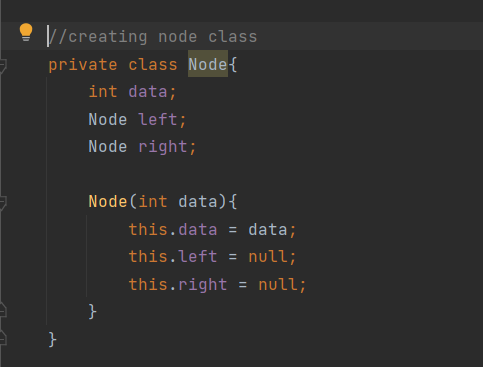 //creating node class
private class Node{
int data;
Node left;
Node right;
Node(int data){
this.data = data;
this.left = null;
this.right = null;
}
}